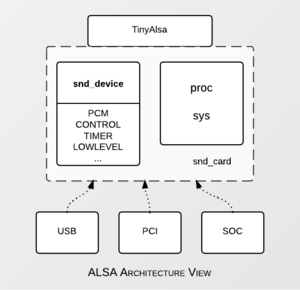 TinyAlsa
snd_device
PCM
CONTROL
TIMER
LOWLEVEL
...
proc
sys
snd_card
USB
PCI
SOC
ALSA ARCHITECTURE VIEW